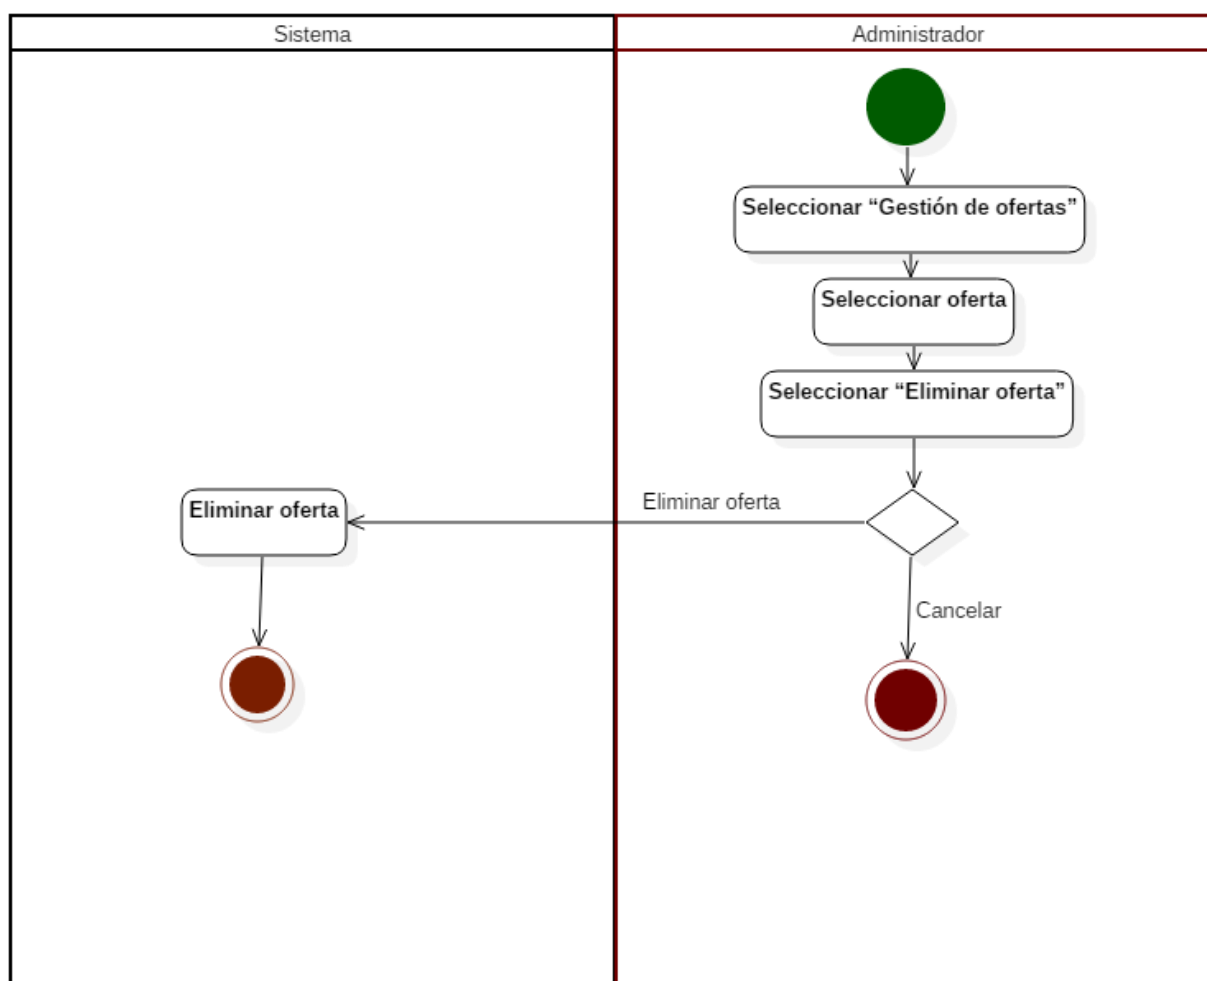 Sistema
Administrador
Seleccionar “Gestión de ofertas”
Seleccionar oferta
Seleccionar “Eliminar oferta”
Eliminar oferta
Eliminar oferta
Cancelar